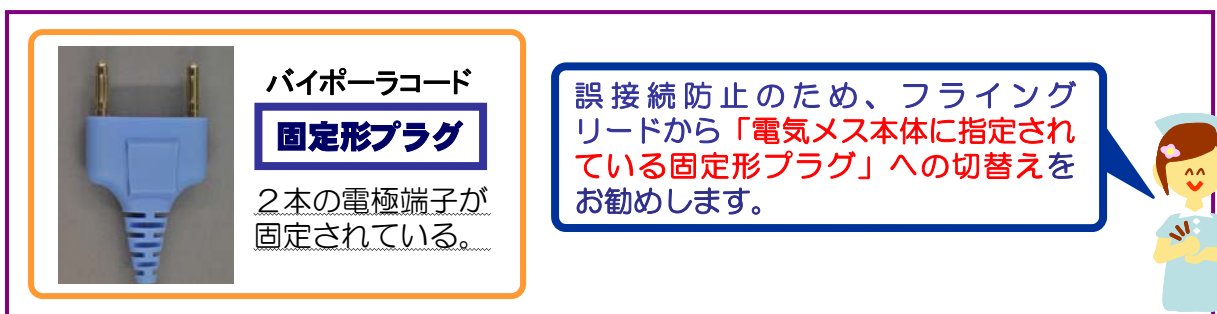 バイポーラコード
固定形プラグ
２本の電極端子が
固定されている。
誤接続防止のため、フライング
リードから「電気メス本体に指定され
ている固定形プラグ」への切替えを
お勧めします。